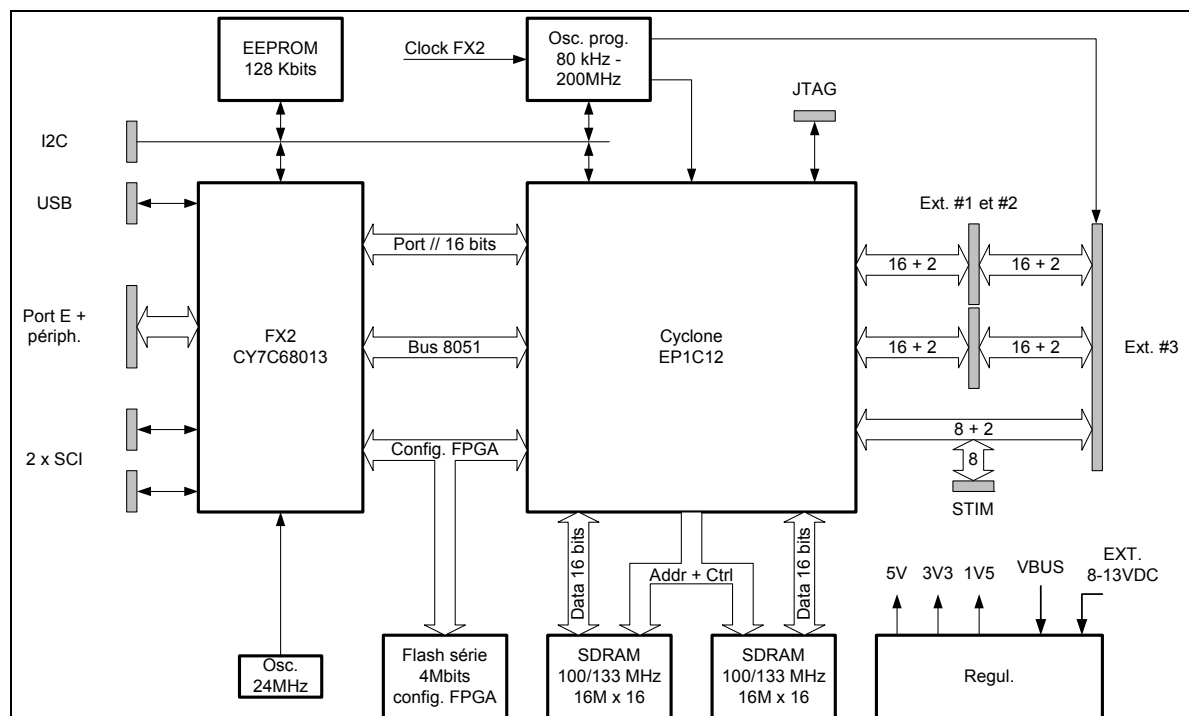 EEPROM
128 Kbits
Clock FX2
Osc. prog.
80 kHz -
200MHz
JTAG
I2C
USB
Port E +
périph.
2 x SCI
FX2
CY7C68013
Port // 16 bits
Bus 8051
Config. FPGA
Cyclone
EP1C12
Ext. #1 et #2
16 + 2
16 + 2
16 + 2
16 + 2
Ext. #3
8 + 2
8
STIM
Data 16 bits
Addr + Ctrl
Data 16 bits
Osc.
24MHz
Flash série
4Mbits
config. FPGA
SDRAM
100/133 MHz
16M x 16
SDRAM
100/133 MHz
16M x 16
5V
3V3
1V5
VBUS
EXT.
8-13VDC
Regul.